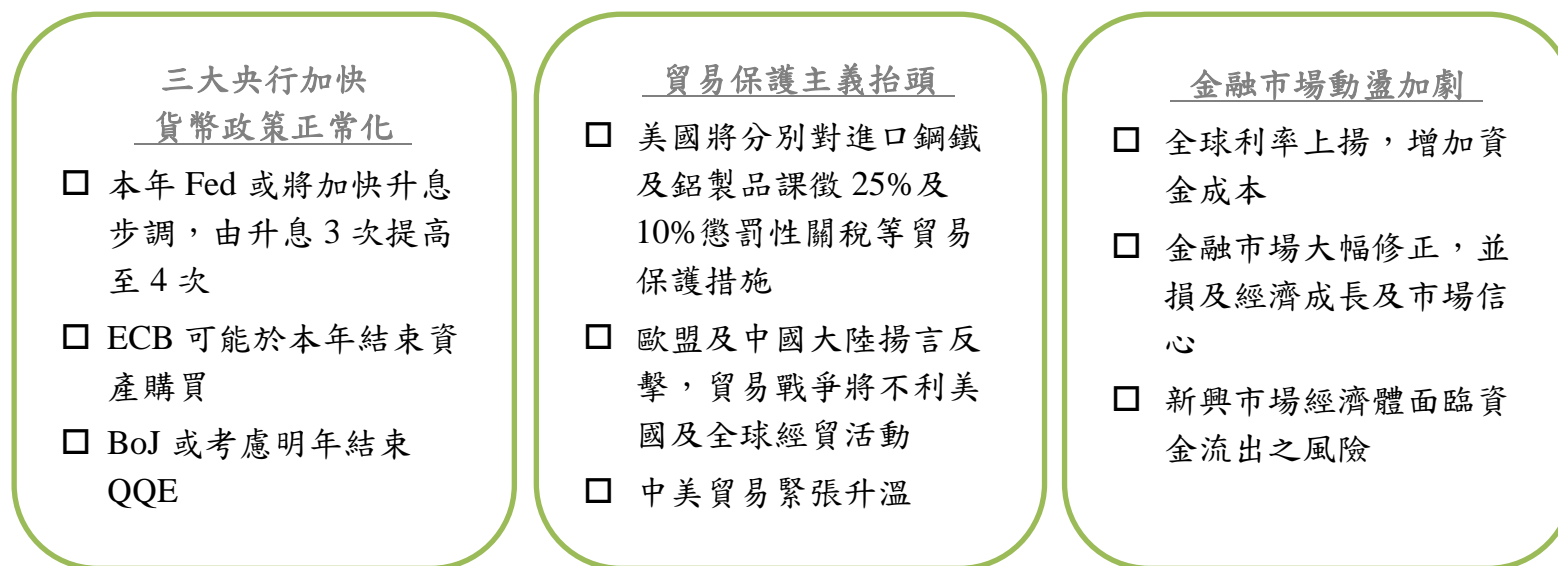 三大央行加快
貨幣政策正常化
□ 本年 Fed 或將加快升息
步調，由升息 3 次提高
至 4 次
□ ECB 可能於本年結束資
產購買
□ BoJ 或考慮明年結束
QQE
貿易保護主義抬頭
□ 美國將分別對進口鋼鐵
及鋁製品課徵 25%及
10%懲罰性關稅等貿易
保護措施
□ 歐盟及中國大陸揚言反
擊，貿易戰爭將不利美
國及全球經貿活動
□ 中美貿易緊張升溫
金融市場動盪加劇
□ 全球利率上揚，增加資
金成本
□ 金融市場大幅修正，並
損及經濟成長及市場信
心
□ 新興市場經濟體面臨資
金流出之風險